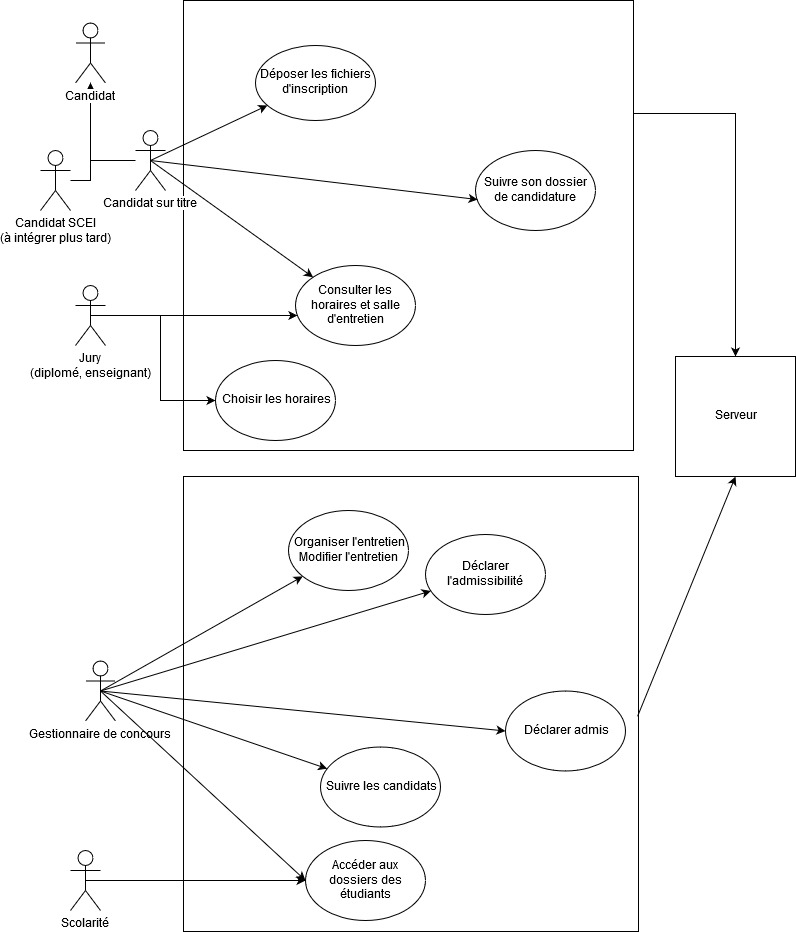 Candidat
Déposer les fichiers
d'inscription
Candidat SCEI
(à intégrer plus tard)
Candidat sur titre
Suivre son dossier
de candidature
Consulter les
horaires et salle
d'entretien
Jury
(diplomé, enseignant)
Choisir les horaires
Serveur
Organiser l'entretien
Modifier l'entretien
Déclarer
l'admissibilité
Gestionnaire de concours
Déclarer admis
Suivre les candidats
Accéder aux
dossiers des
étudiants
Scolarité